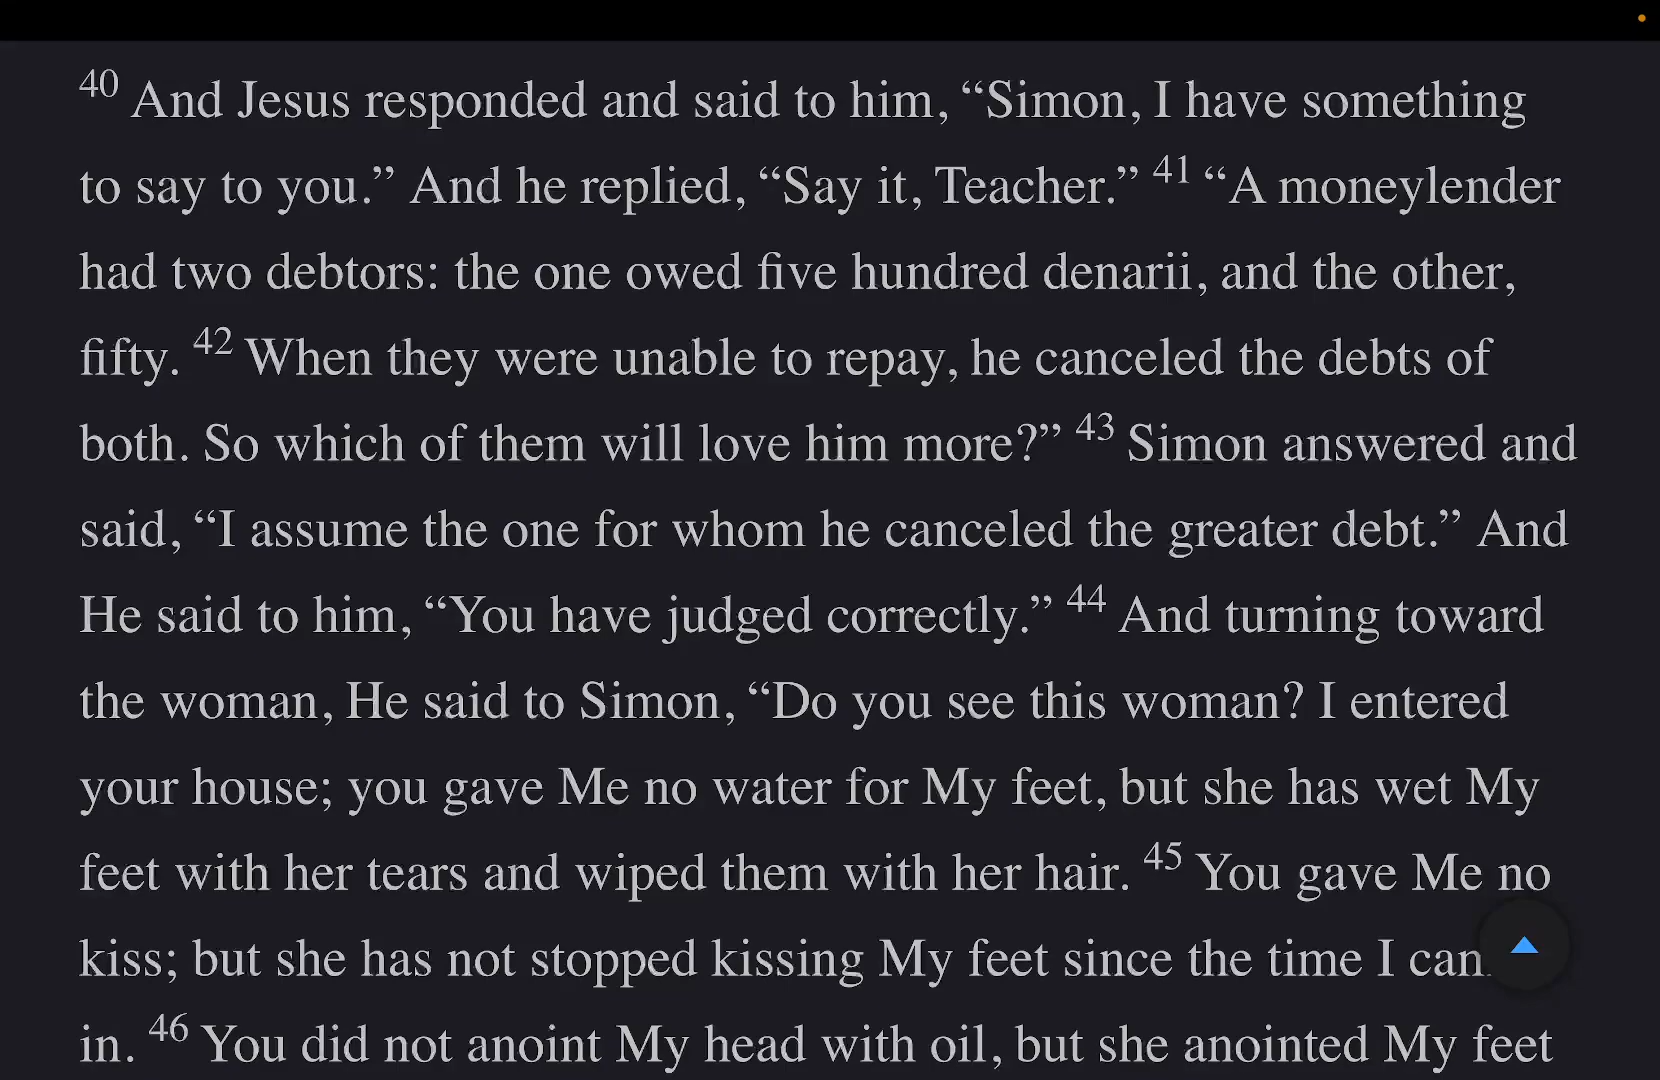 40 And Jesus responded and said to him, “Simon, I have something
to say to you.” And he replied, “Say it, Teacher.” 41 “A moneylender
had two debtors: the one owed five hundred denarii, and the other,
fifty. 42 When they were unable to repay, he canceled the debts of
both. So which of them will love him more?” 43 Simon answered and
said, “I assume the one for whom he canceled the greater debt.” And
He said to him, “You have judged correctly.” 44 And turning toward
the woman, He said to Simon, “Do you see this woman? I entered
your house; you gave Me no water for My feet, but she has wet My
feet with her tears and wiped them with her hair. 45 You gave Me no
kiss; but she has not stopped kissing My feet since the time I
in. 46 You did not anoint My head with oil, but she anointed My feet